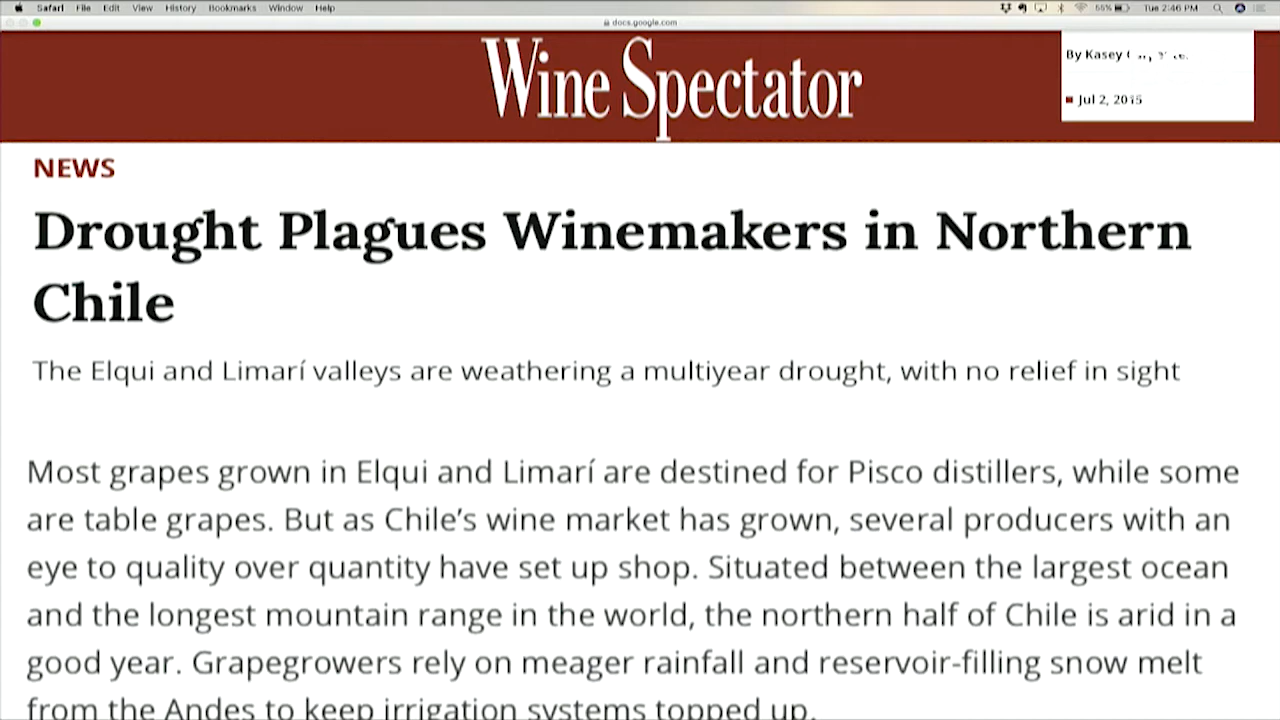 Safari File Edit View History Bookmarks Window Help 55% Tue 2:46 PM
docs.google.com
Wine Spectator
By Kasey
Jul 2, 2015
NEWS
Drought Plagues Winemakers in Northern
Chile
The Elqui and Limarí valleys are weathering a multiyear drought, with no relief in sight
Most grapes grown in Elqui and Limarí are destined for Pisco distillers, while some
are table grapes. But as Chile’s wine market has grown, several producers with an
eye to quality over quantity have set up shop. Situated between the largest ocean
and the longest mountain range in the world, the northern half of Chile is arid in a
good year. Grapegrowers rely on meager rainfall and reservoir-filling snow melt
from the Andes to keep irrigation systems topped up.